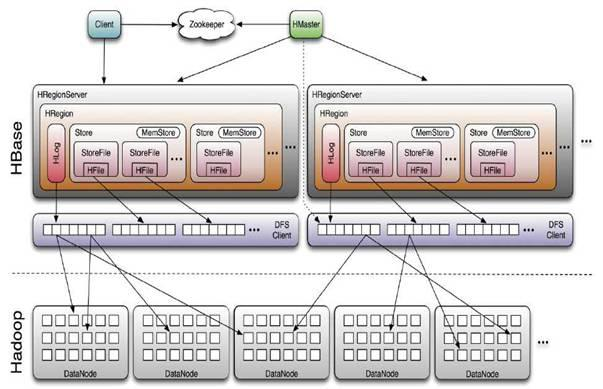 Client
Zookeeper
HMaster
HBase
HRegionServer
HRegion
HLog
Store
MemStore
StoreFile
HFile
StoreFile
HFile
...
Store
MemStore
StoreFile
HFile
...
...
HRegionServer
HRegion
HLog
Store
MemStore
StoreFile
HFile
StoreFile
HFile
...
Store
MemStore
StoreFile
HFile
...
...
...
...
DFS
Client
...
DFS
Client
Hadoop
DataNode
DataNode
DataNode
DataNode
DataNode
...